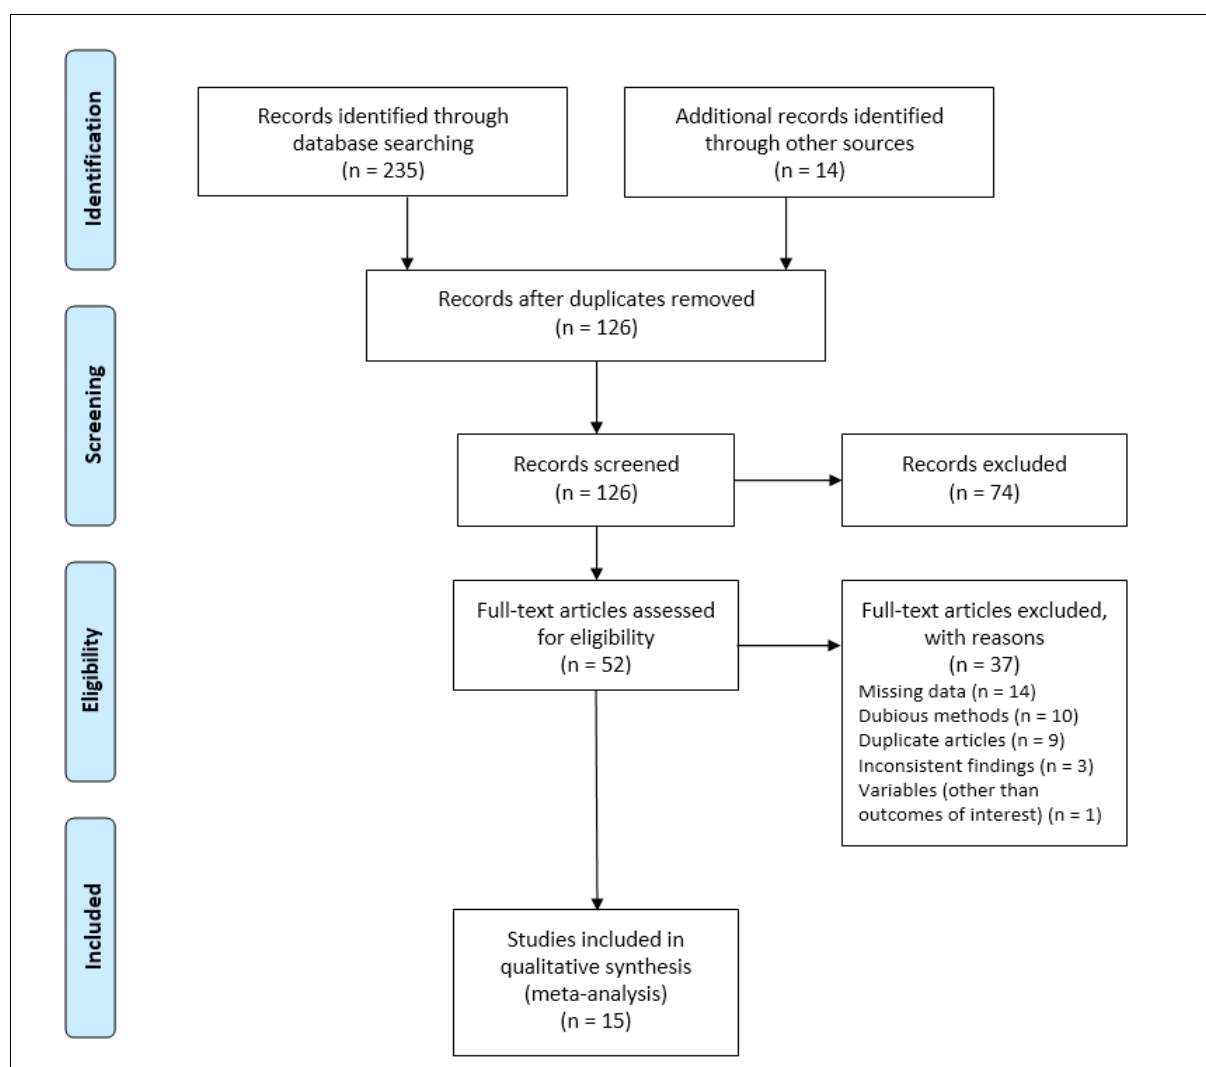 Identification
Records identified through
database searching
(n = 235)
Additional records identified
through other sources
(n = 14)
Records after duplicates removed
(n = 126)
Screening
Records screened
(n = 126)
Records excluded
(n = 74)
Eligibility
Full-text articles assessed
for eligibility
(n = 52)
Full-text articles excluded,
with reasons
(n = 37)
Missing data (n = 14)
Dubious methods (n = 10)
Duplicate articles (n = 9)
Inconsistent findings (n = 3)
Variables (other than
outcomes of interest) (n = 1)
Included
Studies included in
qualitative synthesis
(meta-analysis)
(n = 15)